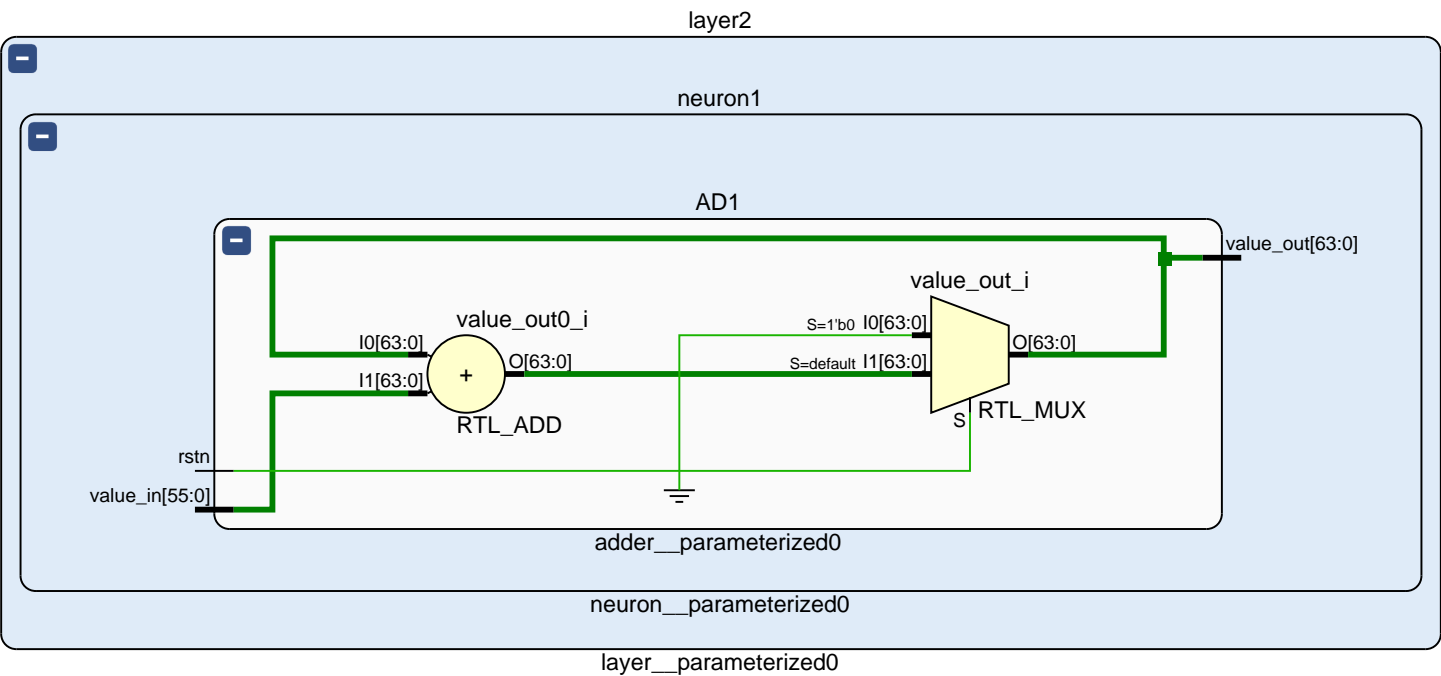 layer2
neuron1
AD1
value_out[63:0]
value_out_i
value_out0_i
S=1'b0 I0[63:0]
I0[63:0]
O[63:0]
O[63:0]
S=default I1[63:0]
I1[63:0]
+
S
RTL_MUX
RTL_ADD
rstn
value_in[55:0]
adder__parameterized0
neuron__parameterized0
layer__parameterized0